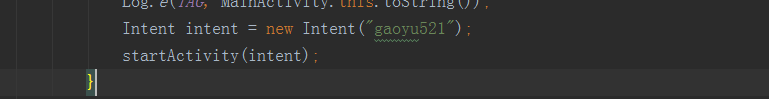 Log.e(TAG, MainActivity.this.toString());
Intent intent = new Intent("gaoyu521");
startActivity(intent);
}